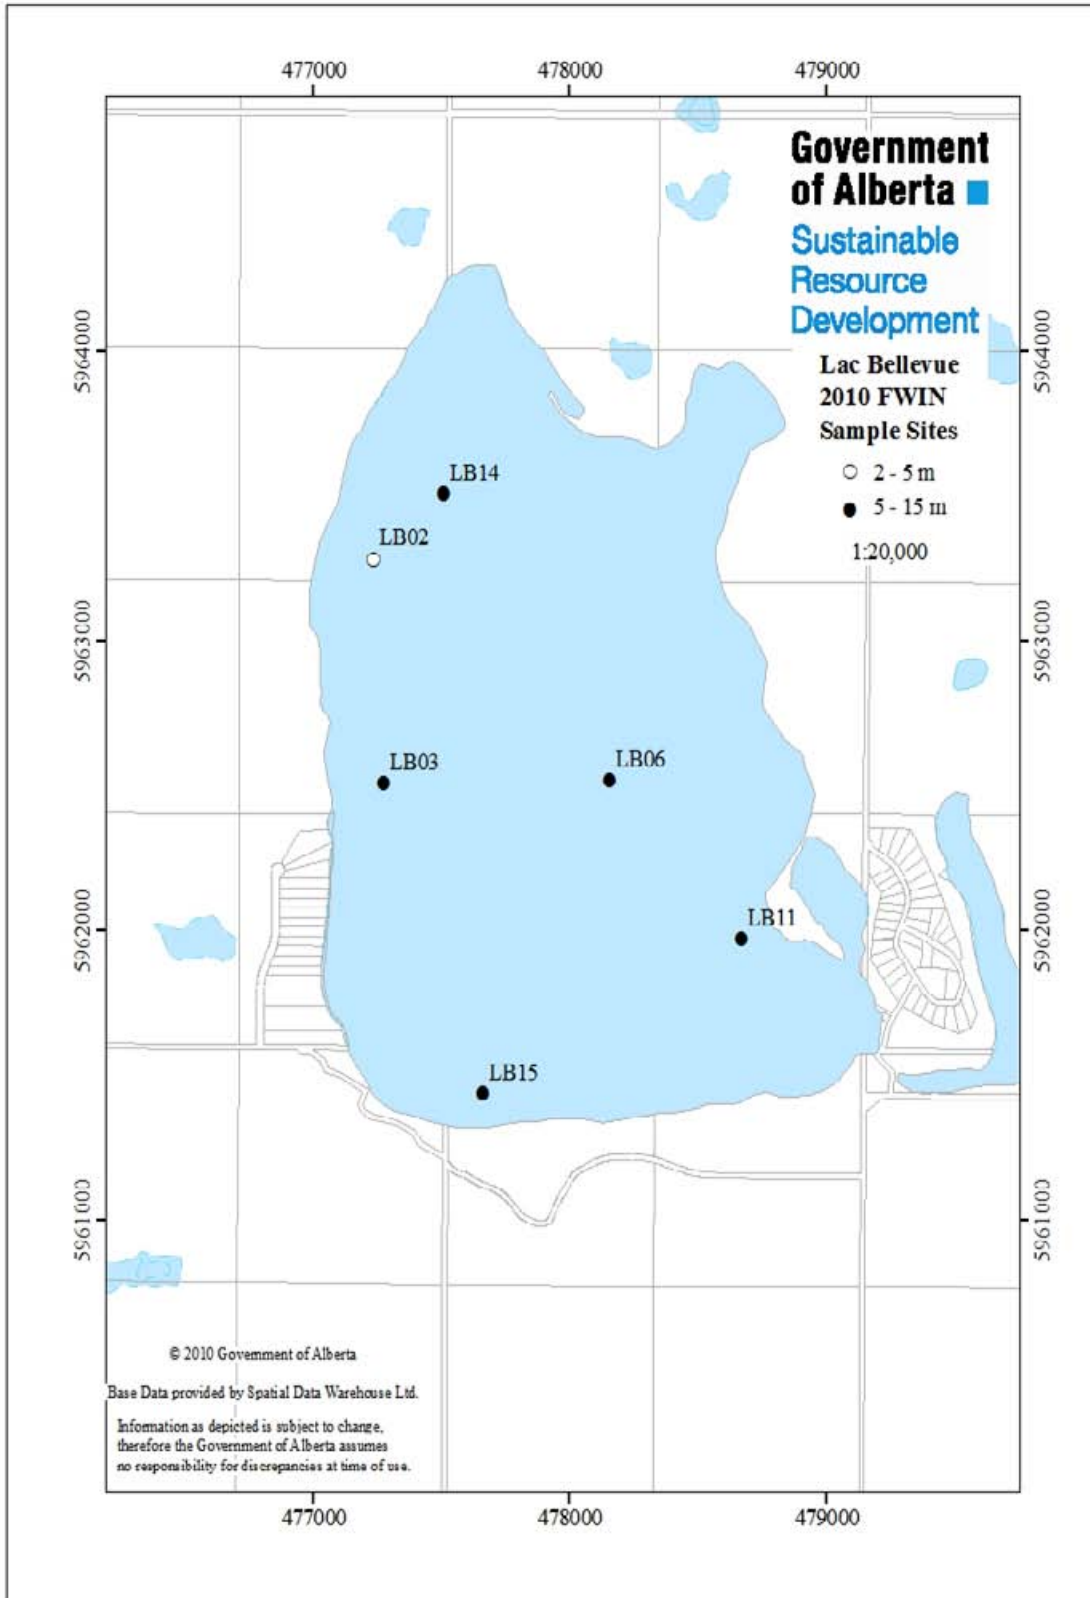 477000 478000 479000
Government
of Alberta
Sustainable
Resource
Development
5964000 5964000
Lac Bellevue
2010 FWIN
Sample Sites
2 - 5 m
5 - 15 m
1:20,000
LB14
LB02
5963000 5963000
LB03 LB06
5962000 5962000
LB11
LB15
5961000 5961000
© 2010 Government of Alberta
Base Data provided by Spatial Data Warehouse Ltd.
Information as depicted is subject to change,
therefore the Government of Alberta assumes
no responsibility for discrepancies at time of use.
477000 478000 479000